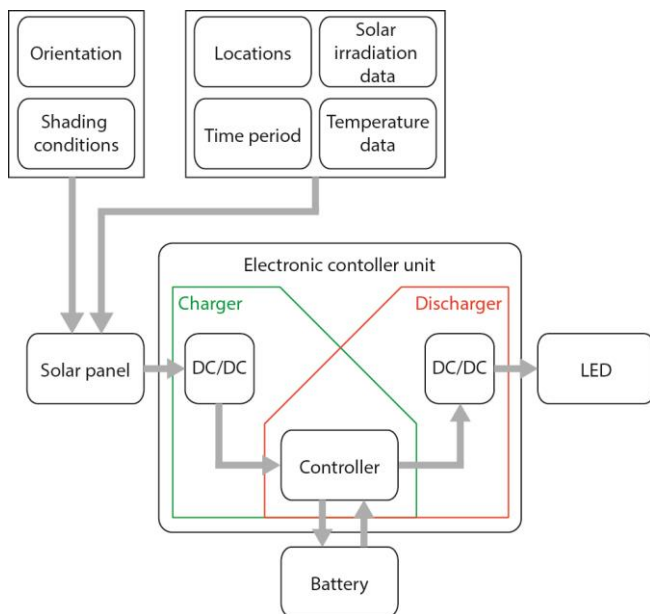 Orientation
Shading
conditions
Locations
Solar
irradiation
data
Time period
Temperature
data
Electronic contoller unit
Charger
Discharger
Solar panel
DC/DC
DC/DC
LED
Controller
Battery